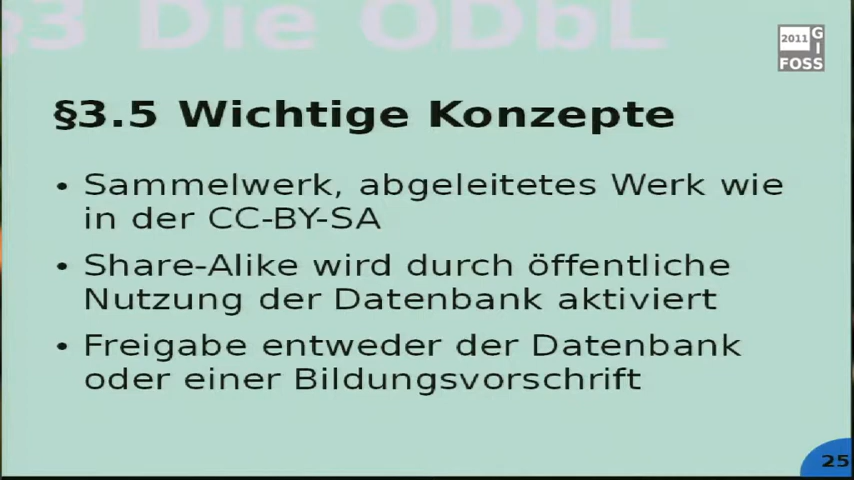 §3 Die ODbL
2011
G
I
FOSS
§3.5 Wichtige Konzepte
• Sammelwerk, abgeleitetes Werk wie
in der CC-BY-SA
• Share-Alike wird durch öffentliche
Nutzung der Datenbank aktiviert
• Freigabe entweder der Datenbank
oder einer Bildungsvorschrift
25